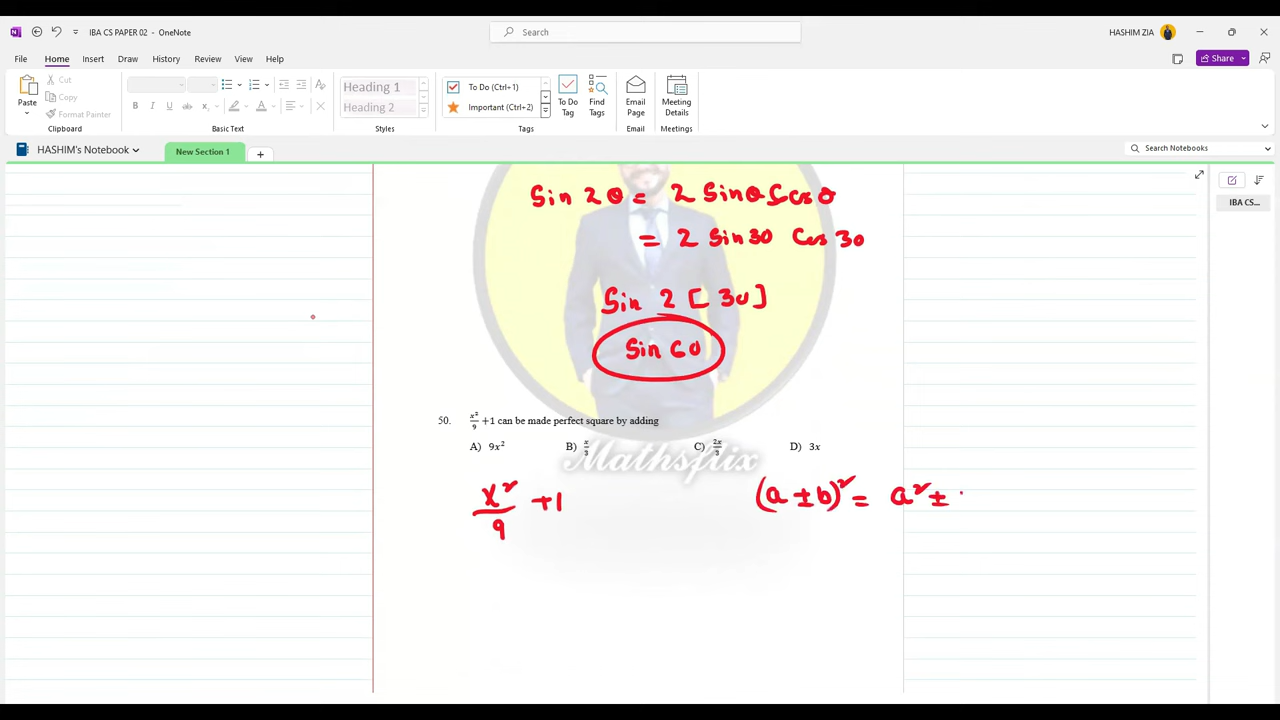 IBA CS PAPER 02 - OneNote
Search
HASHIM ZIA
File Home Insert Draw History Review View Help
Share
Paste
Cut
Copy
Format Painter
Clipboard
Basic Text
Heading 1
Heading 2
Styles
To Do (Ctrl+1)
Important (Ctrl+2)
Tags
To Do Tag
Find Tags
Email Page
Email
Meeting Details
Meetings
HASHIM's Notebook
New Section 1
Search Notebooks
IBA CS...
Sin 2θ = 2 Sinθ Cosθ
= 2 Sin30 Cos 30
Sin 2 [ 30 ]
Sin 60
50. x²/9 +1 can be made perfect square by adding
A) 9x² B) x/3 C) 2x/3 D) 3x
Mathsflix
x²/9 +1 (a ± b)² = a² ±